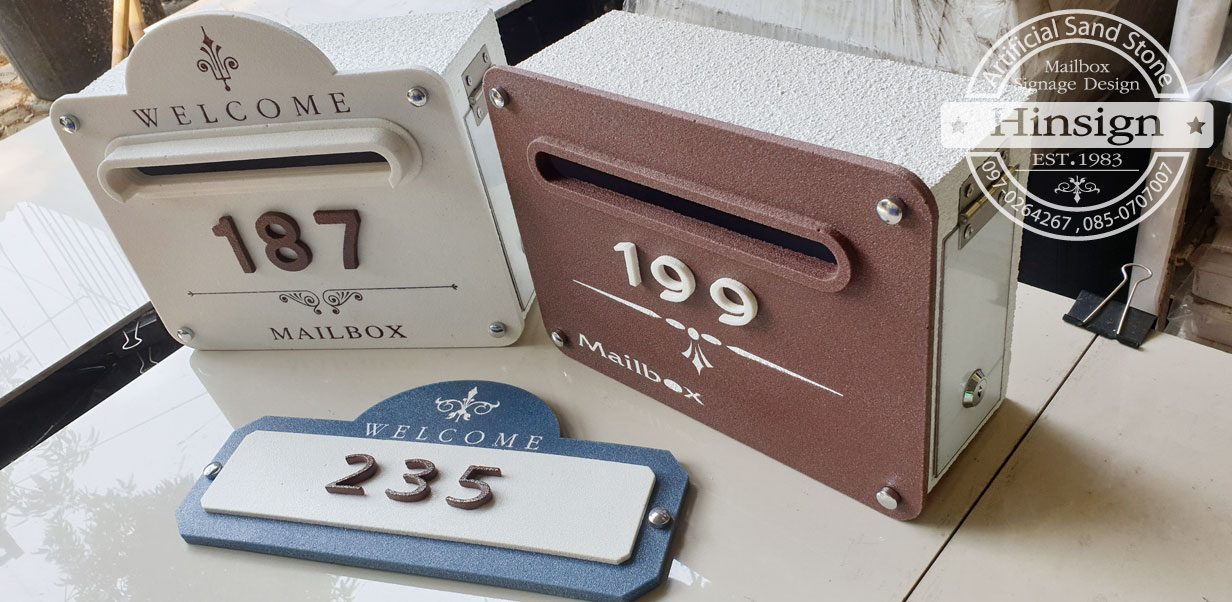 WELCOME
187
MAILBOX
199
Mailbox
WELCOME
235
Artificial Sand Stone
Mailbox
Signage Design
Hinsign
EST.1983
097-0264267 , 085-0707007